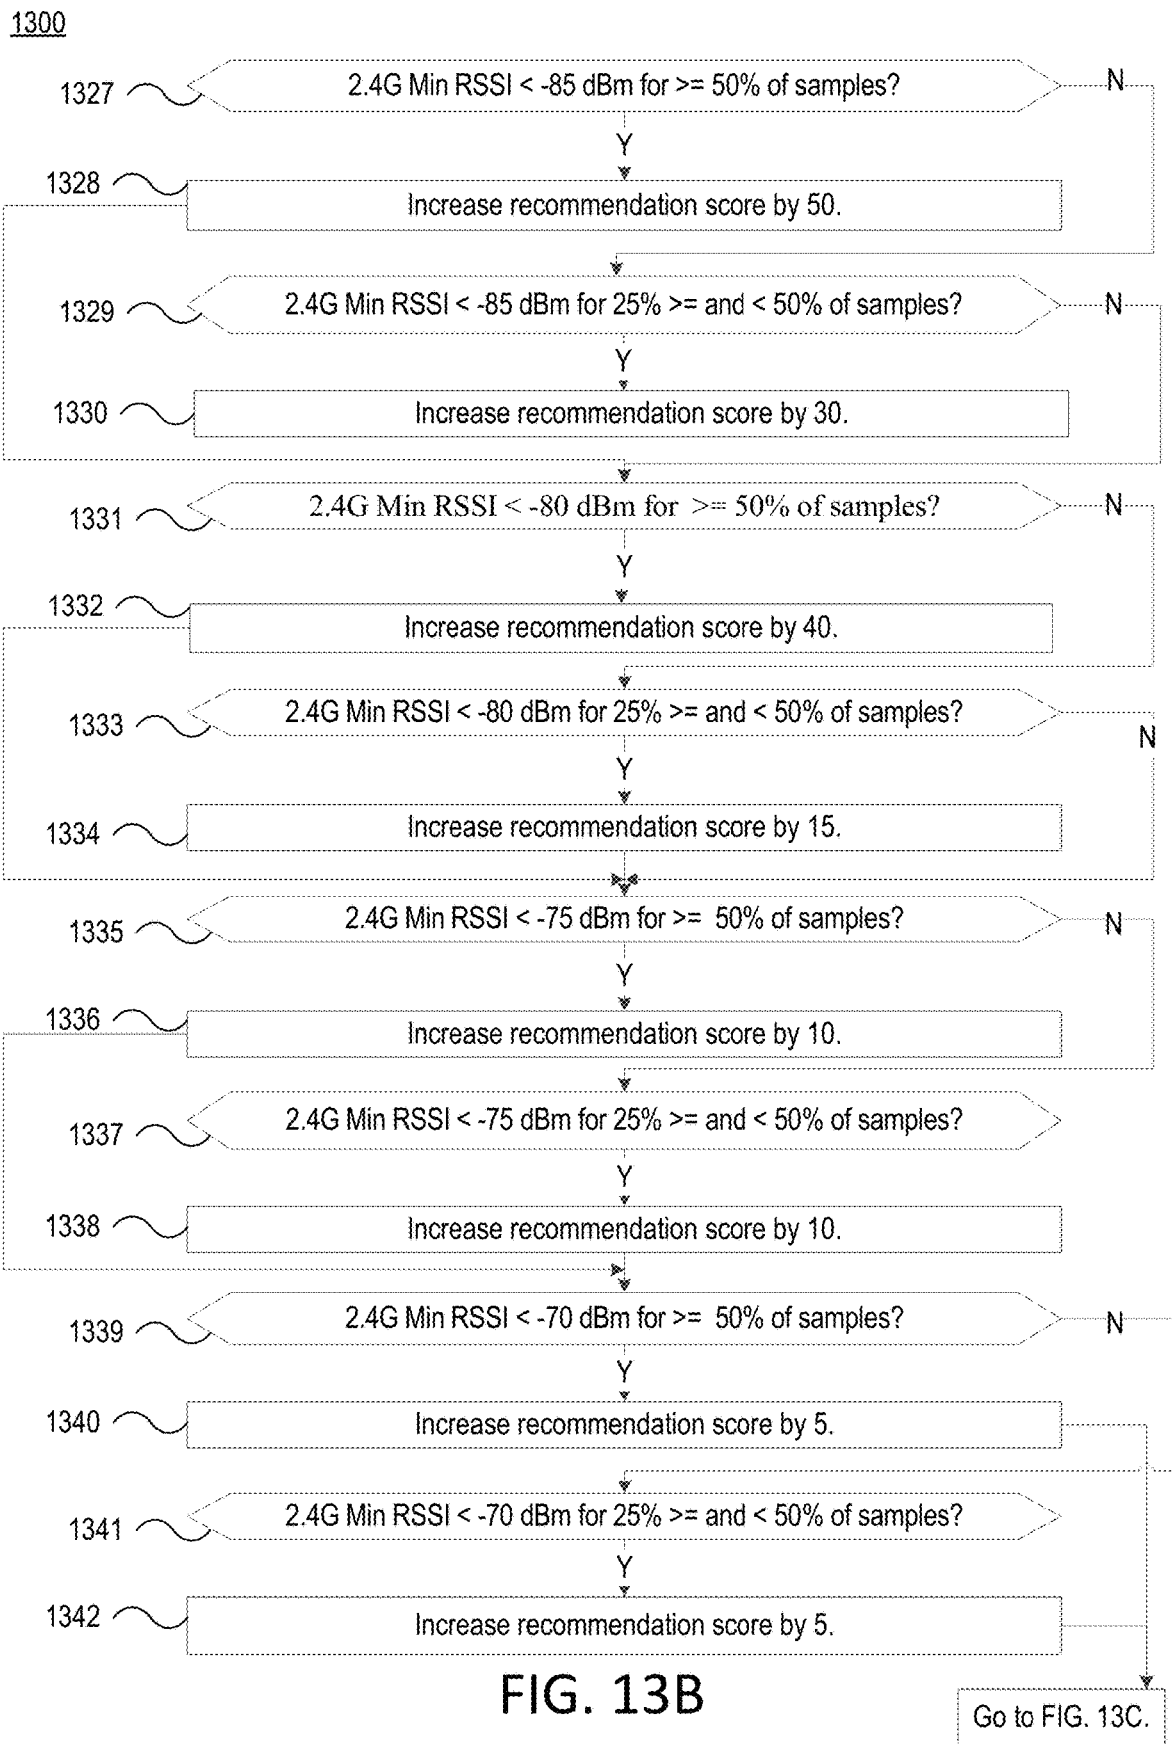 1300
1327
2.4G Min RSSI < -85 dBm for >= 50% of samples?
N
Y
1328
Increase recommendation score by 50.
1329
2.4G Min RSSI < -85 dBm for 25% >= and < 50% of samples?
N
Y
1330
Increase recommendation score by 30.
1331
2.4G Min RSSI < -80 dBm for >= 50% of samples?
N
Y
1332
Increase recommendation score by 40.
1333
2.4G Min RSSI < -80 dBm for 25% >= and < 50% of samples?
N
Y
1334
Increase recommendation score by 15.
1335
2.4G Min RSSI < -75 dBm for >= 50% of samples?
N
Y
1336
Increase recommendation score by 10.
1337
2.4G Min RSSI < -75 dBm for 25% >= and < 50% of samples?
Y
1338
Increase recommendation score by 10.
1339
2.4G Min RSSI < -70 dBm for >= 50% of samples?
N
Y
1340
Increase recommendation score by 5.
1341
2.4G Min RSSI < -70 dBm for 25% >= and < 50% of samples?
Y
1342
Increase recommendation score by 5.
FIG. 13B
Go to FIG. 13C.